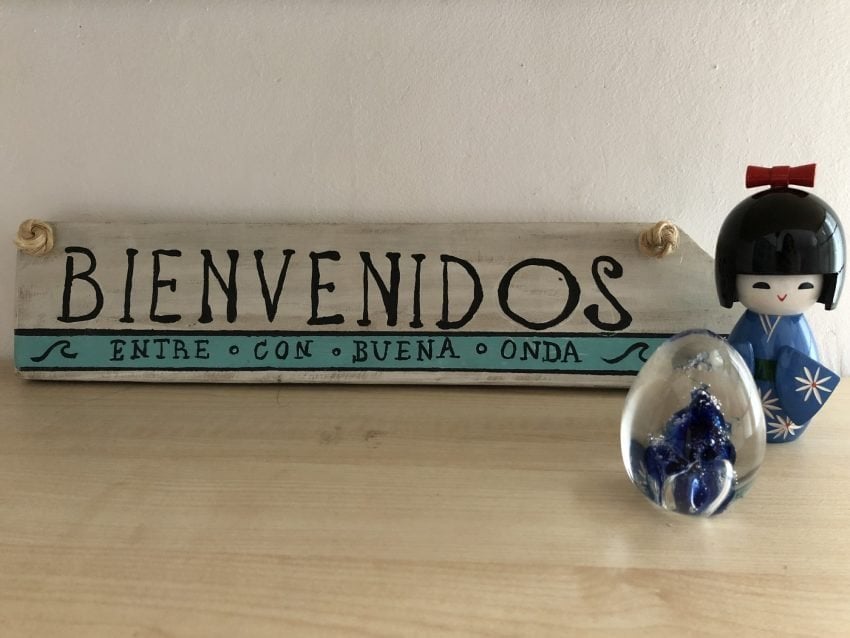 BIENVENIDOS
ENTRE • CON • BUENA • ONDA